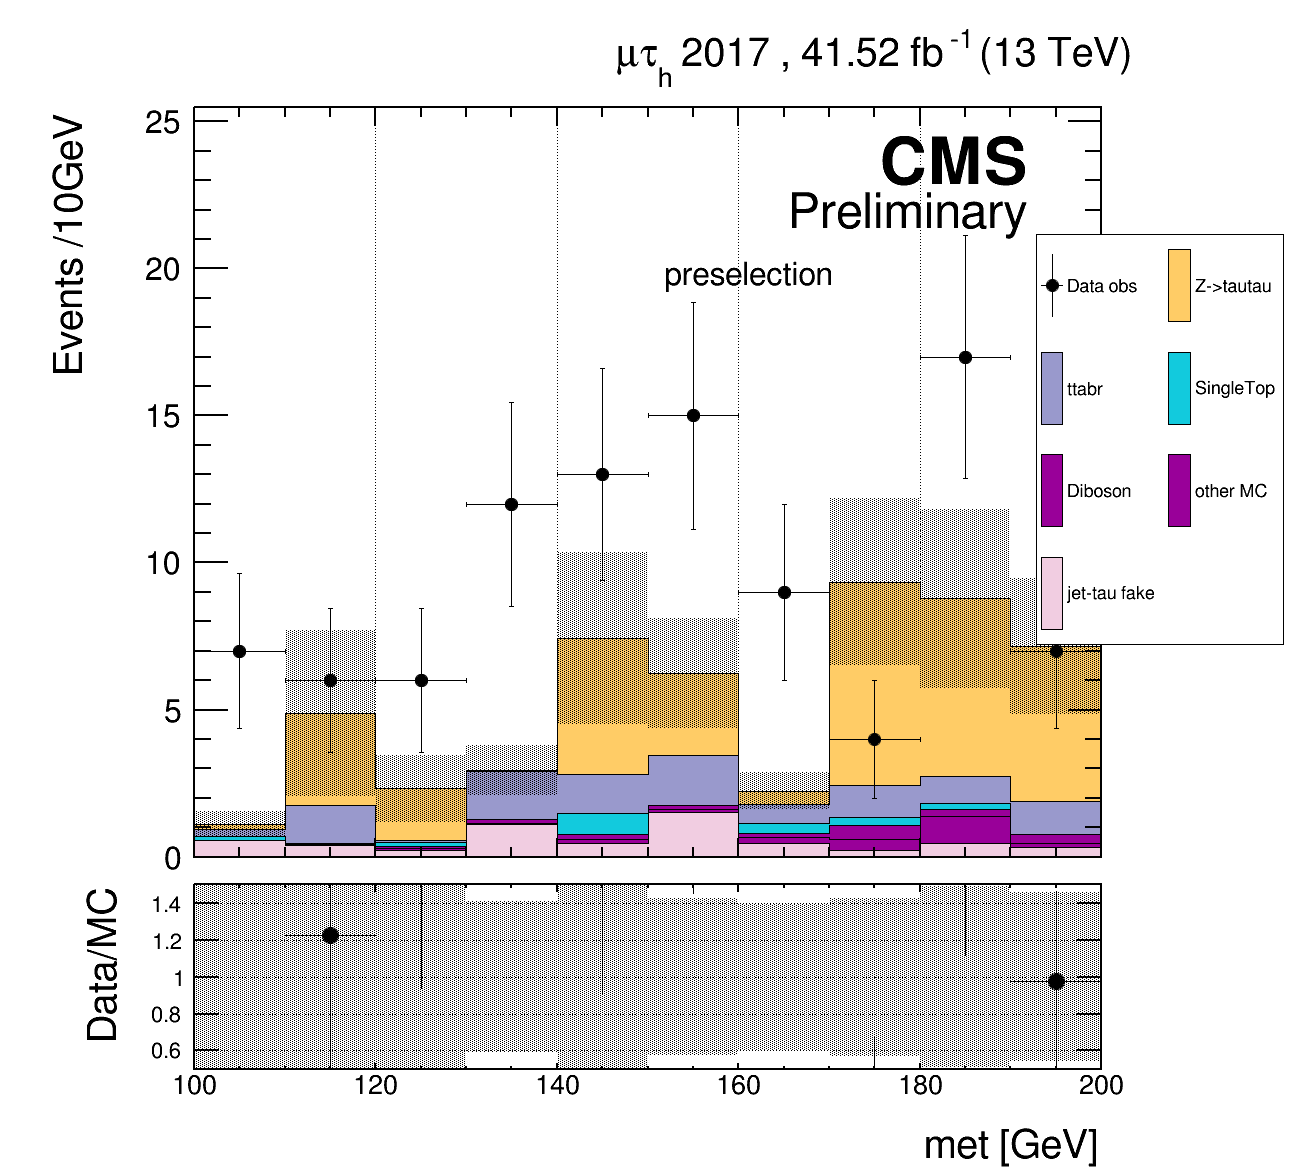 μτh 2017 , 41.52 fb-1 (13 TeV)
Events /10GeV
25
20
15
10
5
0
CMS
Preliminary
preselection
Data obs
Z->tautau
ttabr
SingleTop
Diboson
other MC
jet-tau fake
Data/MC
1.4
1.2
1
0.8
0.6
100 120 140 160 180 200
met [GeV]